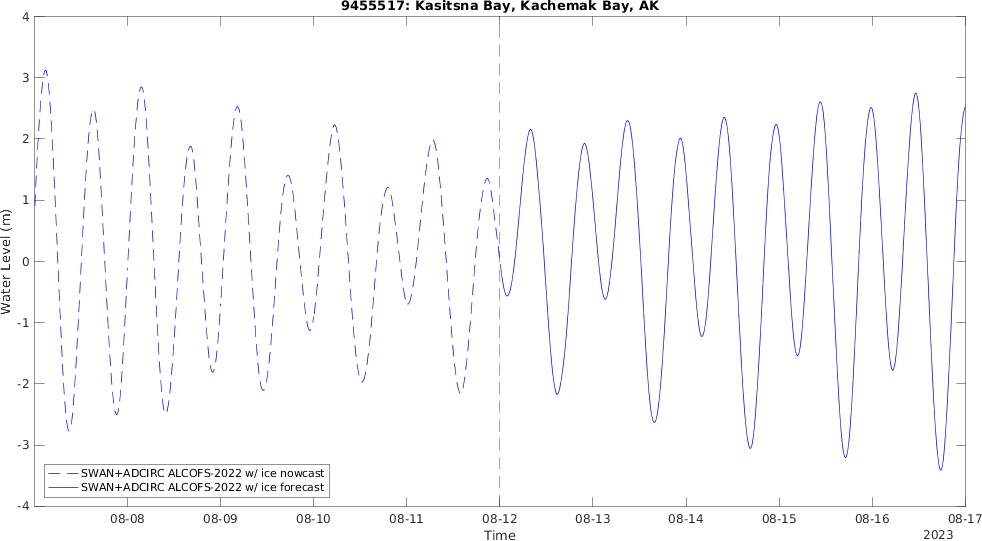 9455517: Kasitsna Bay, Kachemak Bay, AK
4
3
2
1
0
-1
-2
-3
-4
Water Level (m)
SWAN+ADCIRC ALCOFS-2022 w/ ice nowcast
SWAN+ADCIRC ALCOFS-2022 w/ ice forecast
08-08 08-09 08-10 08-11 08-12 08-13 08-14 08-15 08-16 08-17
Time
2023